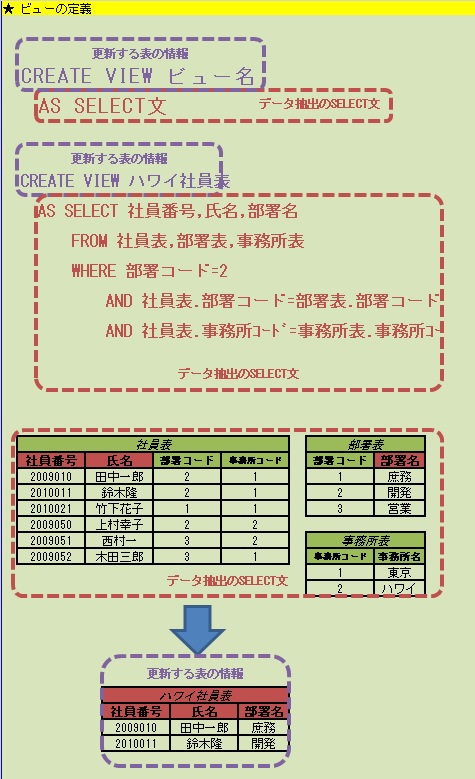 ★ ビューの定義
更新する表の情報
CREATE VIEW ビュー名
AS SELECT文
データ抽出のSELECT文
更新する表の情報
CREATE VIEW ハワイ社員表
AS SELECT 社員番号,氏名,部署名
FROM 社員表,部署表,事務所表
WHERE 部署コード=2
AND 社員表.部署コード=部署表.部署コード
AND 社員表.事務所ｺｰﾄﾞ=事務所表.事務所ｺｰ
データ抽出のSELECT文
社員表
社員番号 氏名 部署コード 事務所コード
2009010 田中一郎 2 1
2010011 鈴木隆 2 1
2010021 竹下花子 1 1
2009050 上村幸子 2 2
2009051 西村一 3 2
2009052 木田三郎 3 1
部署表
部署コード 部署名
1 庶務
2 開発
3 営業
事務所表
事務所コード 事務所名
1 東京
2 ハワイ
データ抽出のSELECT文
更新する表の情報
ハワイ社員表
社員番号 氏名 部署名
2009010 田中一郎 庶務
2010011 鈴木隆 開発